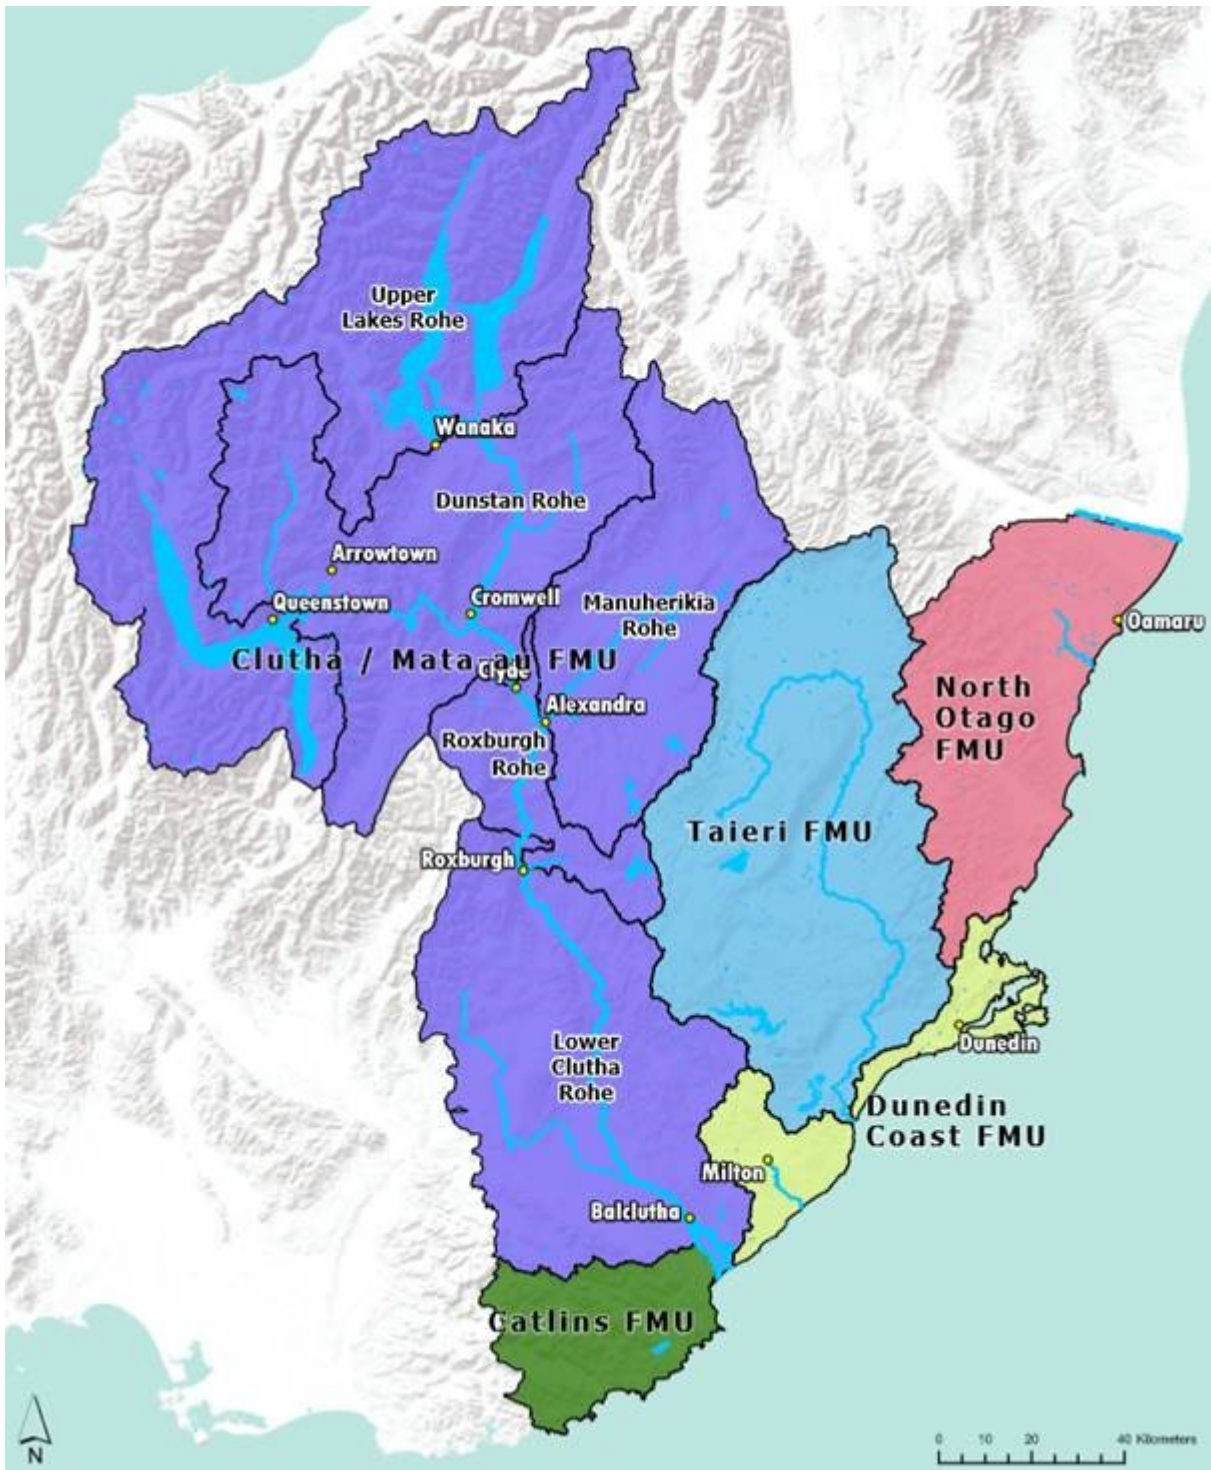 Upper
Lakes Rohe
Wanaka
Dunstan Rohe
Arrowtown
Queenstown
Cromwell
Manuherikia
Rohe
Oamaru
Clutha / Mata-au FMU
Clyde
Alexandra
North
Otago
FMU
Roxburgh
Rohe
Taieri FMU
Roxburgh
Lower
Clutha
Rohe
Dunedin
Dunedin
Coast FMU
Milton
Balclutha
Catlins FMU
N
0 10 20 40 Kilometers